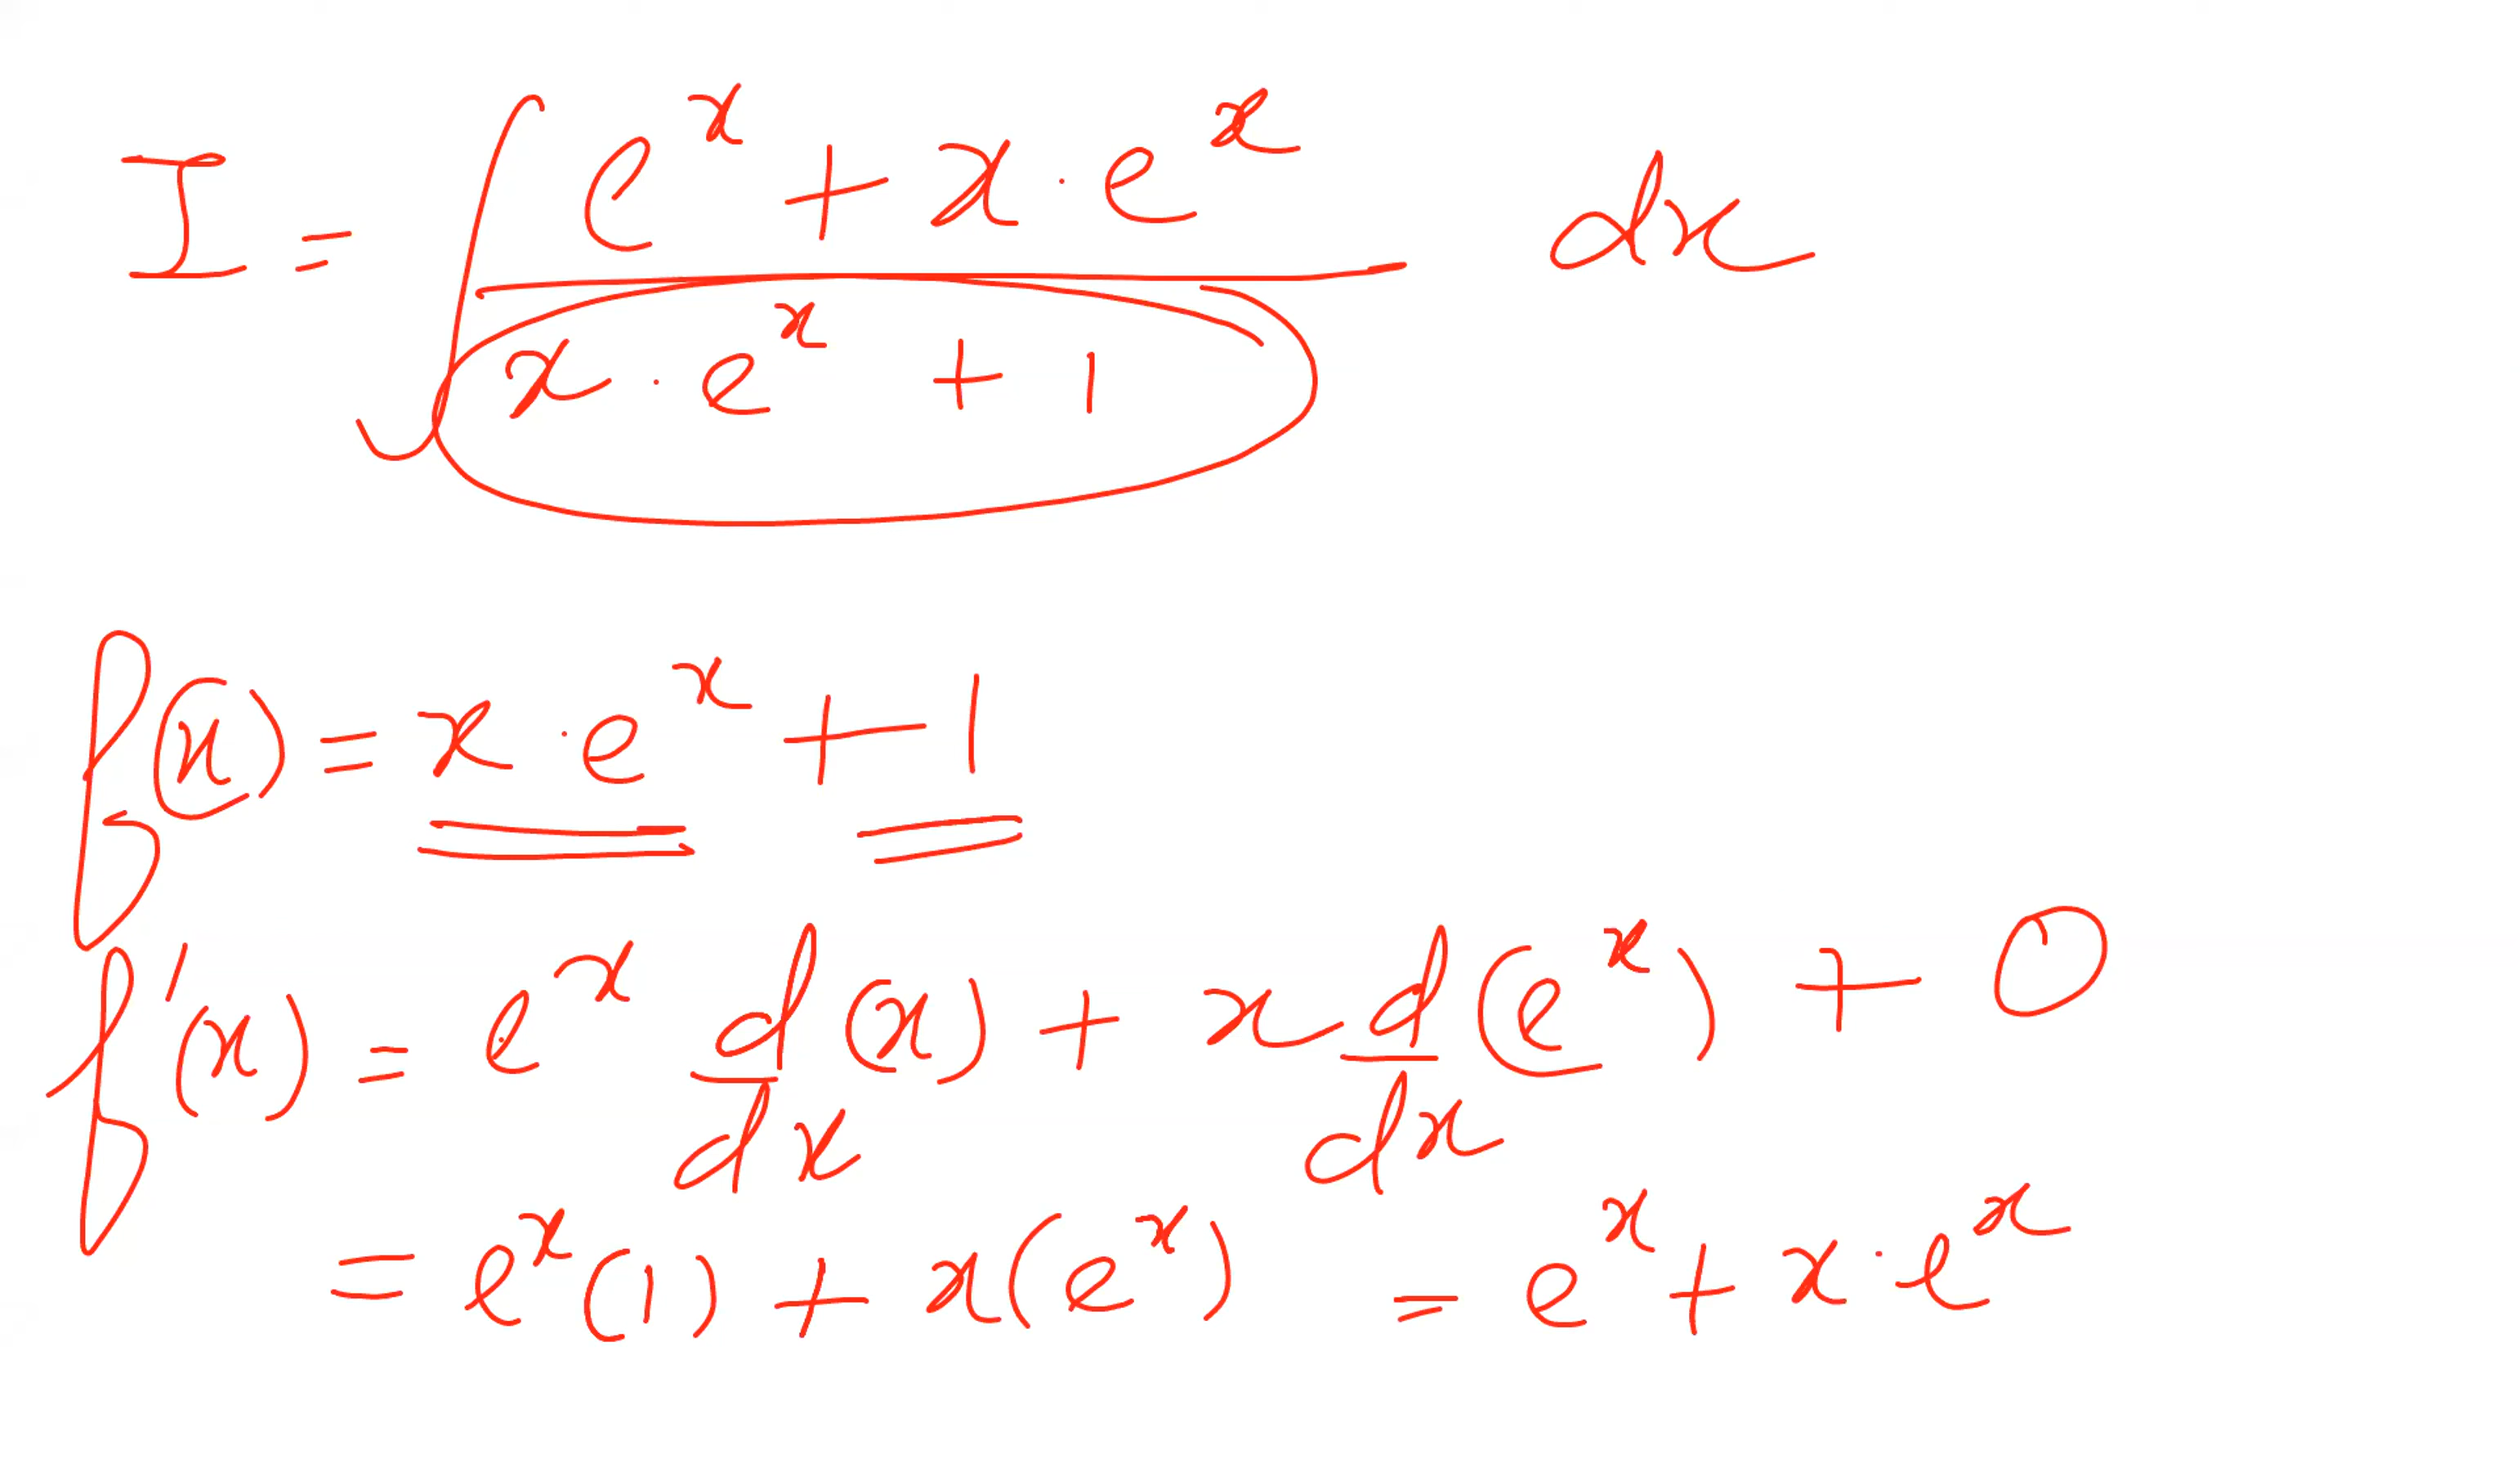 I = ∫ (e^x + x · e^x) / (x · e^x + 1) dx
f(x) = x · e^x + 1
f'(x) = e^x d/dx (x) + x d/dx (e^x) + 0
= e^x (1) + x (e^x) = e^x + x · e^x